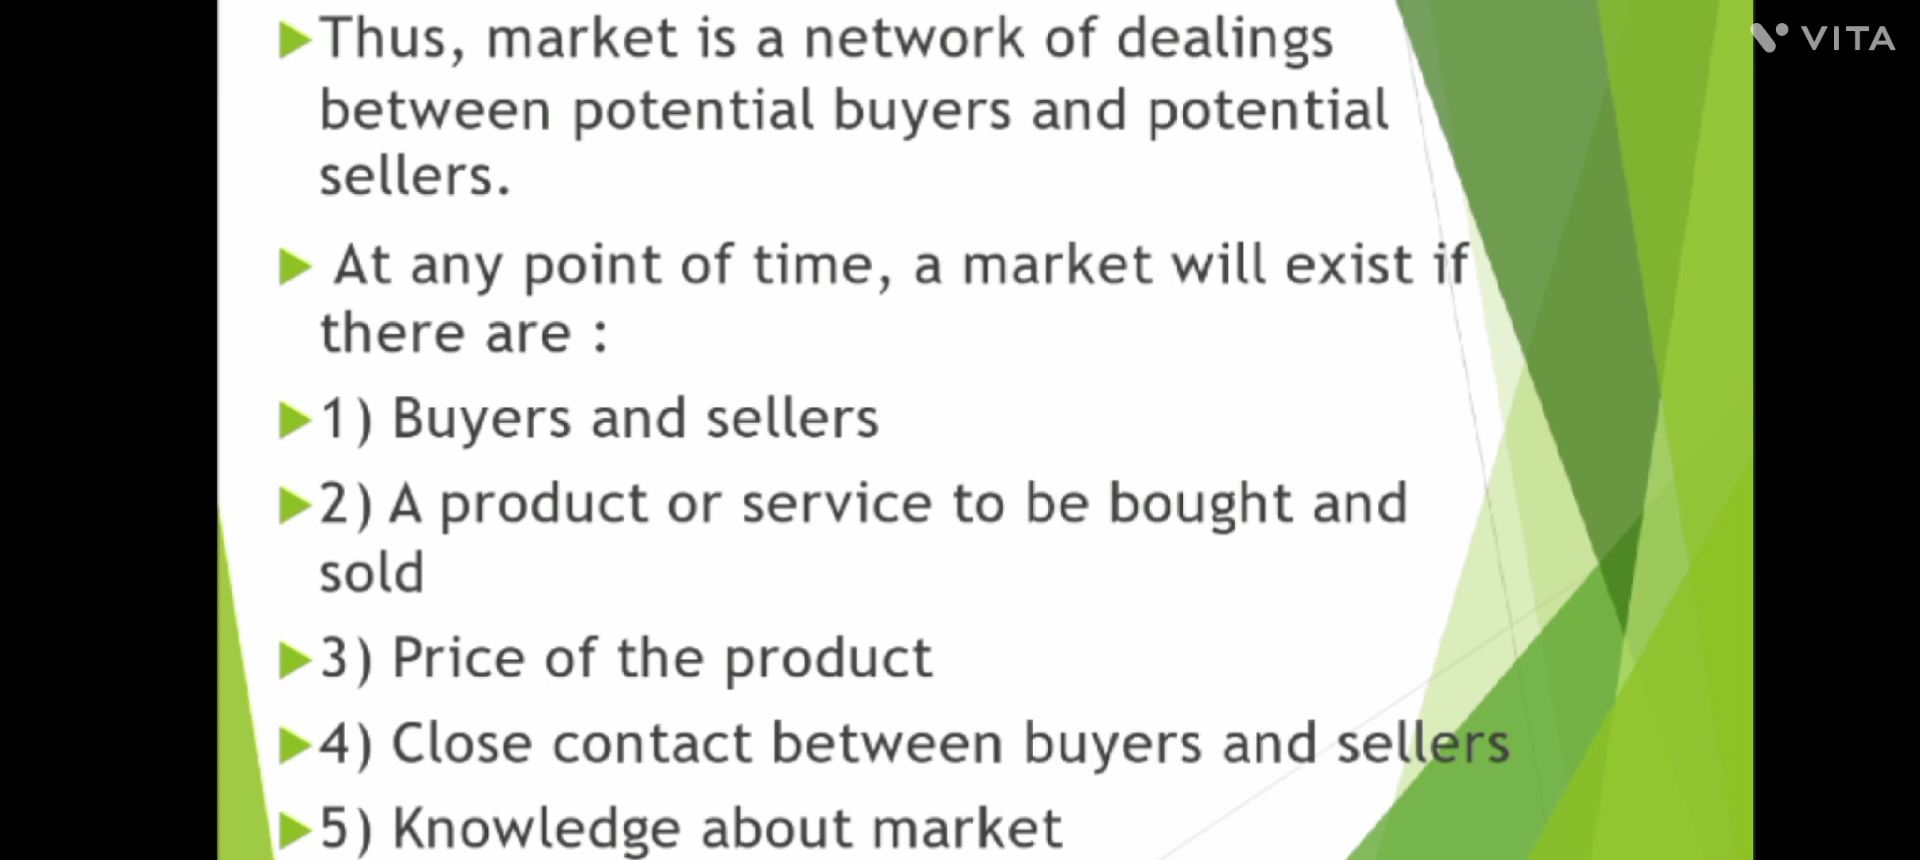 Thus, market is a network of dealings
between potential buyers and potential
sellers.
At any point of time, a market will exist if
there are :
1) Buyers and sellers
2) A product or service to be bought and
sold
3) Price of the product
4) Close contact between buyers and sellers
5) Knowledge about market
VITA